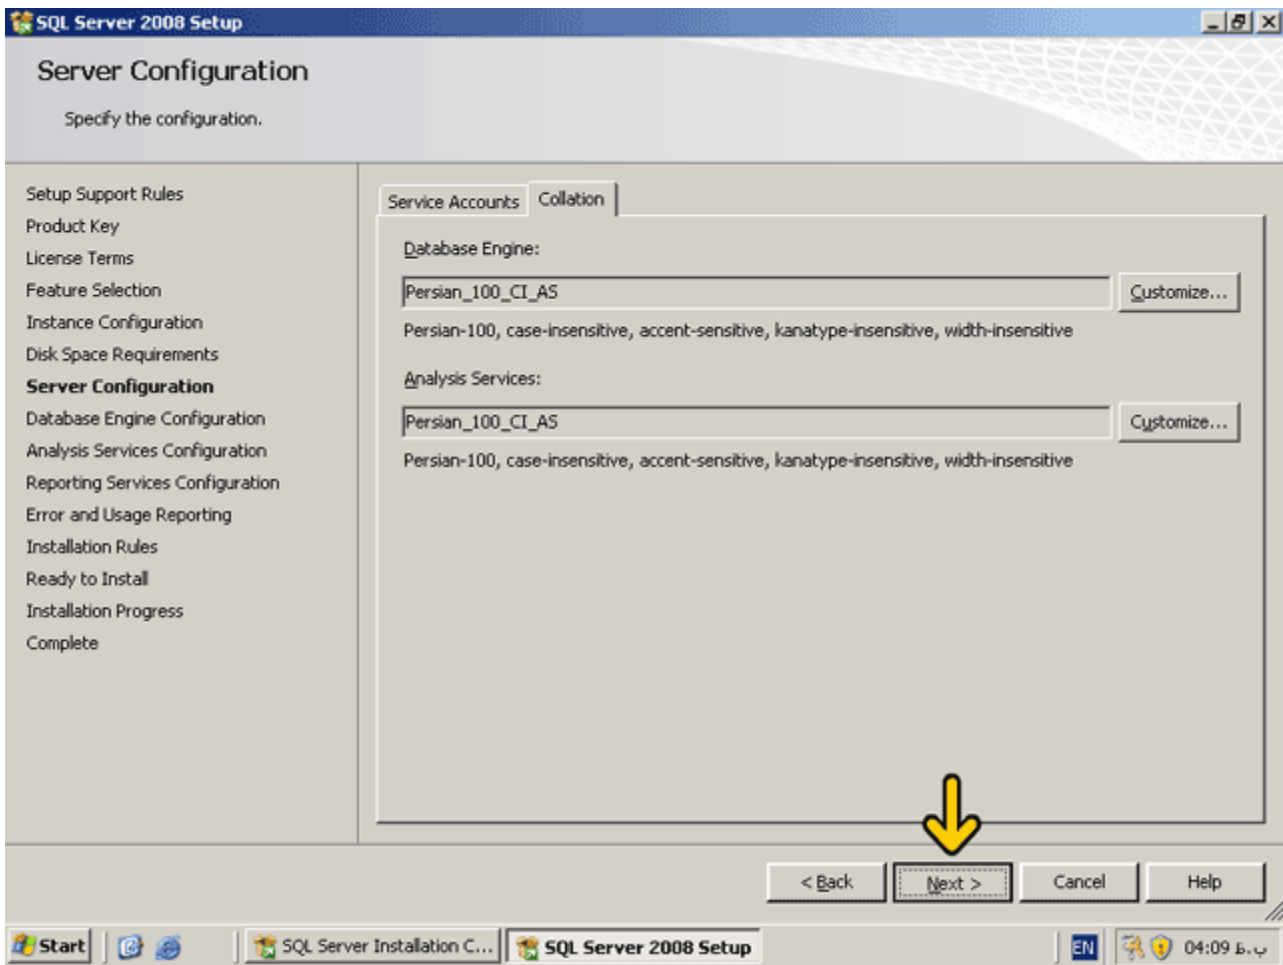 SQL Server 2008 Setup
Server Configuration
Specify the configuration.
Setup Support Rules
Product Key
License Terms
Feature Selection
Instance Configuration
Disk Space Requirements
Server Configuration
Database Engine Configuration
Analysis Services Configuration
Reporting Services Configuration
Error and Usage Reporting
Installation Rules
Ready to Install
Installation Progress
Complete
Service Accounts
Collation
Database Engine:
Persian_100_CI_AS
Customize...
Persian-100, case-insensitive, accent-sensitive, kanatype-insensitive, width-insensitive
Analysis Services:
Persian_100_CI_AS
Customize...
Persian-100, case-insensitive, accent-sensitive, kanatype-insensitive, width-insensitive
< Back
Next >
Cancel
Help
Start
SQL Server Installation C...
SQL Server 2008 Setup
EN
04:09 ب.ظ